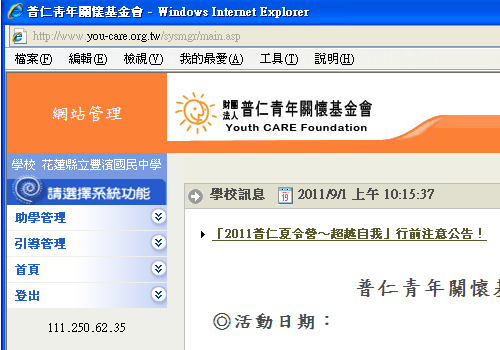 普仁青年關懷基金會 - Windows Internet Explorer
http://www.you-care.org.tw/sysmgr/main.asp
檔案(F) 編輯(E) 檢視(V) 我的最愛(A) 工具(T) 說明(H)
網站管理
財團法人 普仁青年關懷基金會
Youth CARE Foundation
學校 花蓮縣立豐濱國民中學
請選擇系統功能
助學管理
引導管理
首頁
登出
111.250.62.35
學校訊息 2011/9/1 上午 10:15:37
「2011普仁夏令營~超越自我」行前注意公告！
普仁青年關懷
◎活動日期：